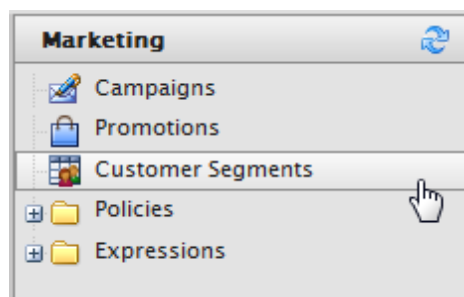 Marketing
Campaigns
Promotions
Customer Segments
Policies
Expressions